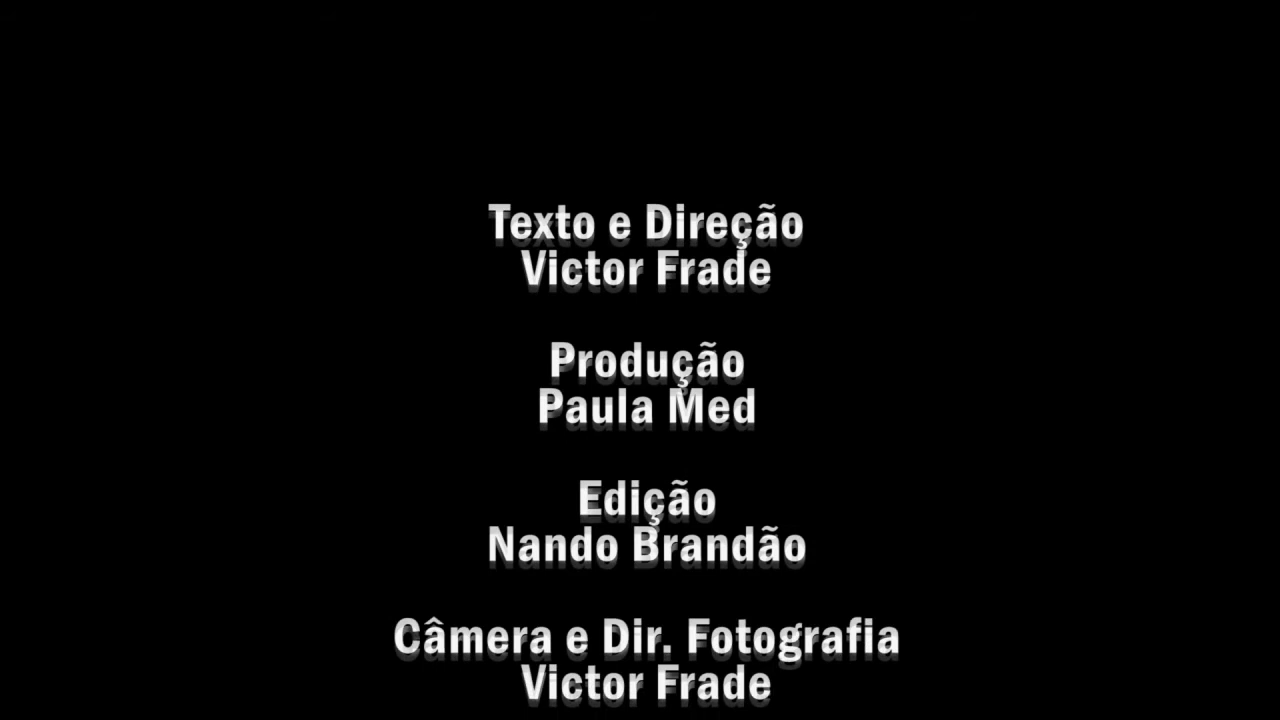 Texto e Direção
Victor Frade
Produção
Paula Med
Edição
Nando Brandão
Câmera e Dir. Fotografia
Victor Frade